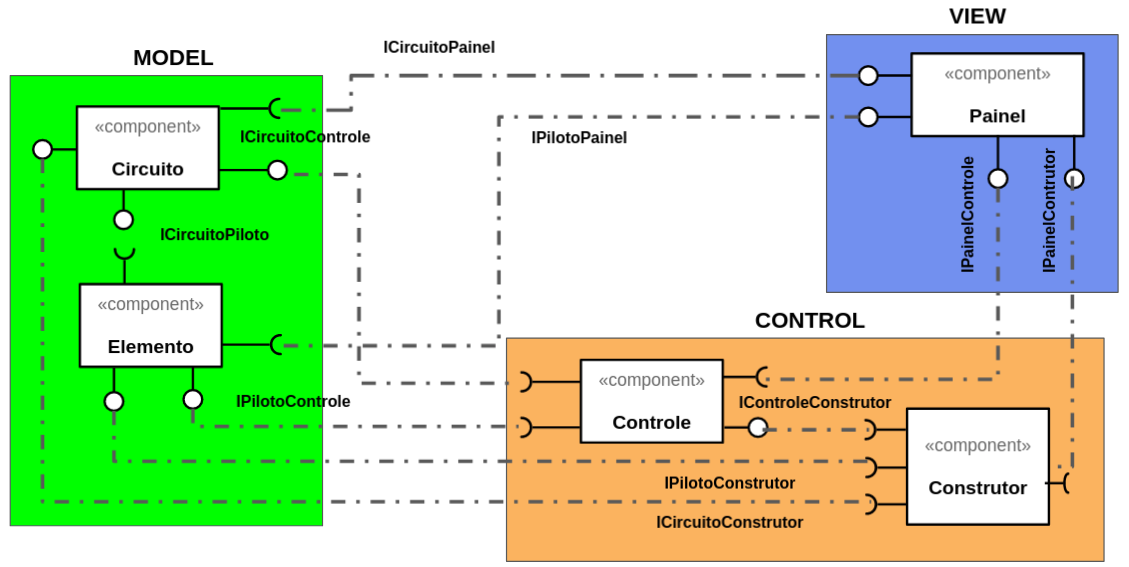 VIEW
MODEL
ICircuitoPainel
«component»
Painel
«component»
Circuito
ICircuitoControle
IPilotoPainel
IPainelControle
IPainelContrutor
ICircuitoPiloto
«component»
Elemento
CONTROL
IPilotoControle
«component»
Controle
IControleConstrutor
«component»
Construtor
IPilotoConstrutor
ICircuitoConstrutor